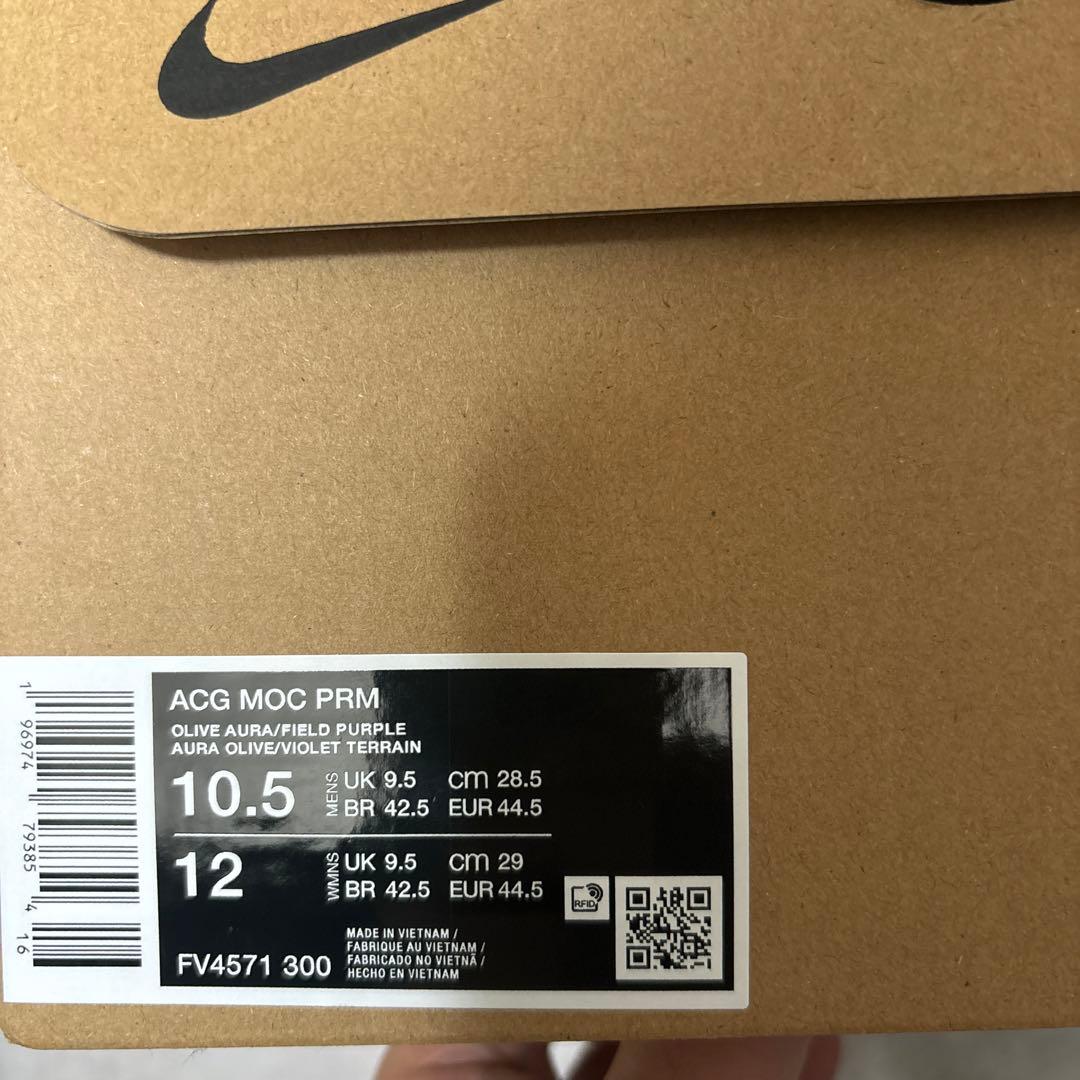 ACG MOC PRM
OLIVE AURA/FIELD PURPLE
AURA OLIVE/VIOLET TERRAIN
10.5 MENS UK 9.5 cm 28.5
BR 42.5 EUR 44.5
12 WMNS UK 9.5 cm 29
BR 42.5 EUR 44.5
RFID
FV4571 300
MADE IN VIETNAM /
FABRIQUE AU VIETNAM /
FABRICADO NO VIETNÃ /
HECHO EN VIETNAM
1 96974 79385 4 16